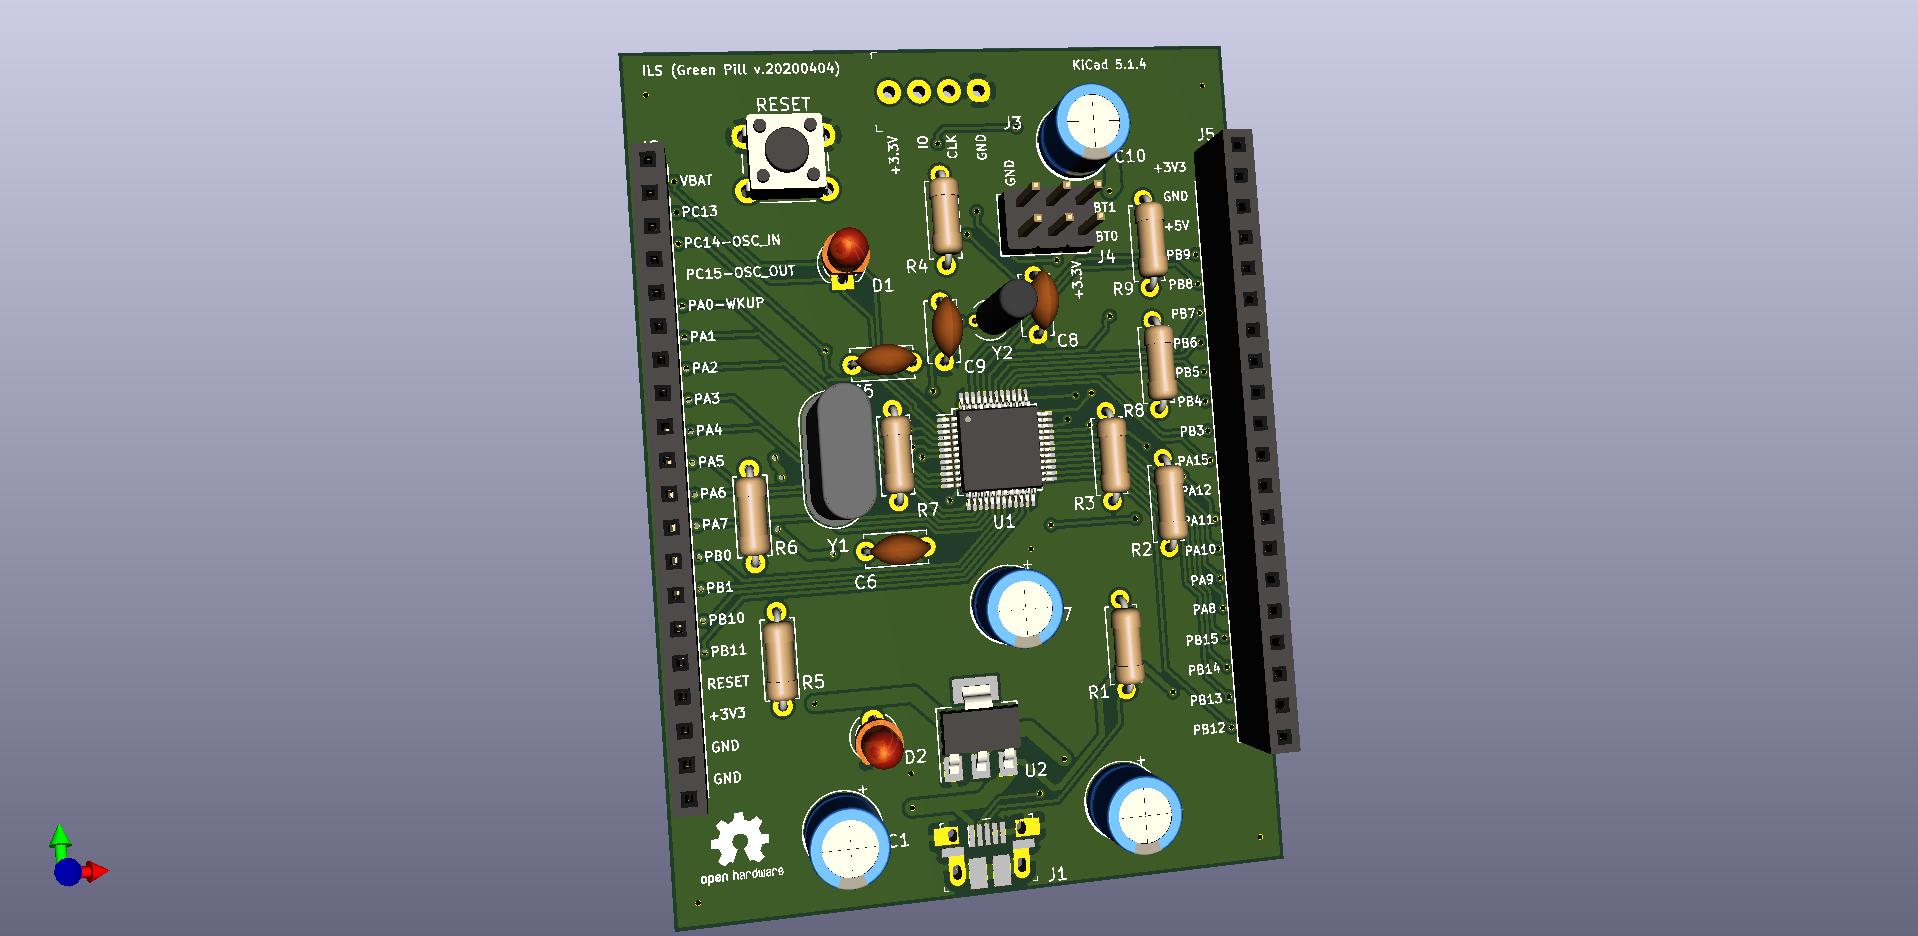 ILS (Green Pill v.20200404)
KiCad 5.1.4
RESET
+3.3V
IO
CLK
GND
J3
C10
J5
GND
BT1
BT0
+3.3V
J4
R4
D1
Y2
C8
C9
R9
R8
R7
U1
R3
R2
R6
Y1
C6
R5
R1
D2
U2
C1
J1
VBAT
PC13
PC14-OSC_IN
PC15-OSC_OUT
PA0-WKUP
PA1
PA2
PA3
PA4
PA5
PA6
PA7
PB0
PB1
PB10
PB11
RESET
+3V3
GND
GND
+3V3
GND
+5V
PB9
PB8
PB7
PB6
PB5
PB4
PB3
PA15
PA12
PA11
PA10
PA9
PA8
PB15
PB14
PB13
PB12
open hardware